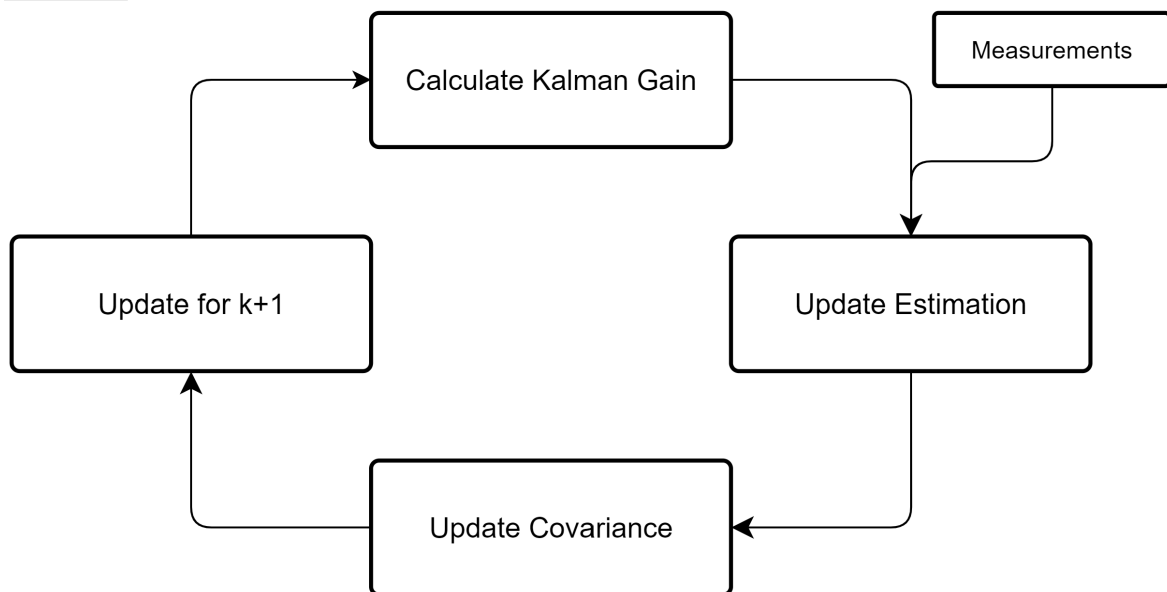 Calculate Kalman Gain
Measurements
Update for k+1
Update Estimation
Update Covariance